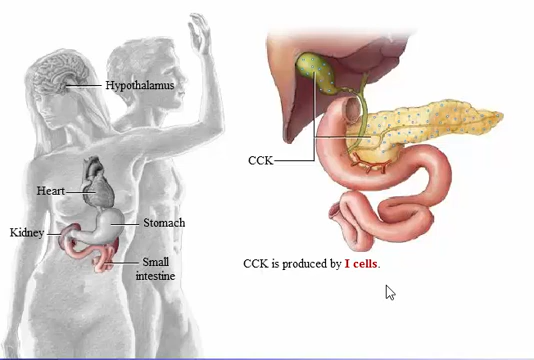 Hypothalamus
Heart
Kidney
Stomach
Small
intestine
CCK
CCK is produced by I cells.